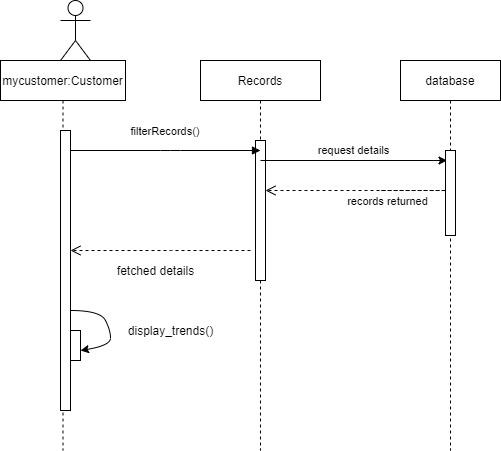 mycustomer:Customer
Records
database
filterRecords()
request details
records returned
fetched details
display_trends()